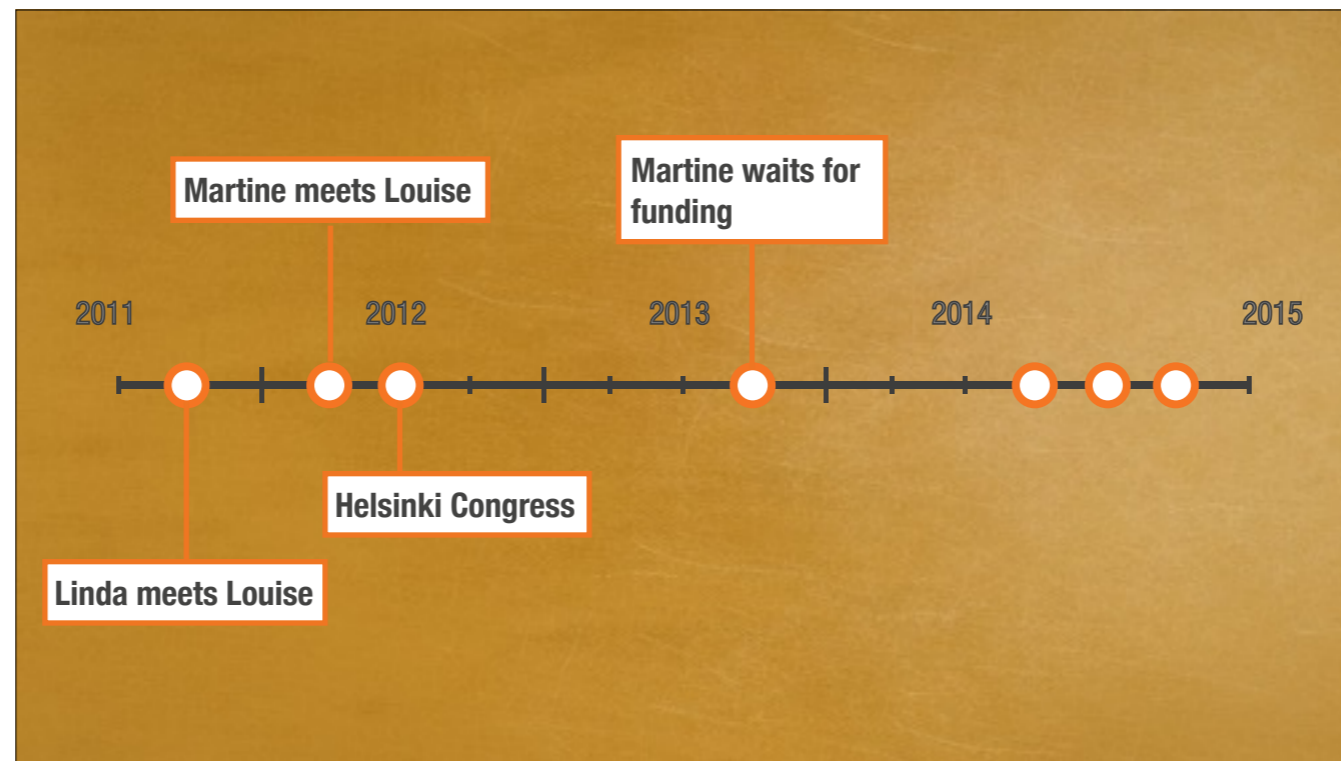 Martine meets Louise
Martine waits for
funding
2011
2012
2013
2014
2015
Helsinki Congress
Linda meets Louise